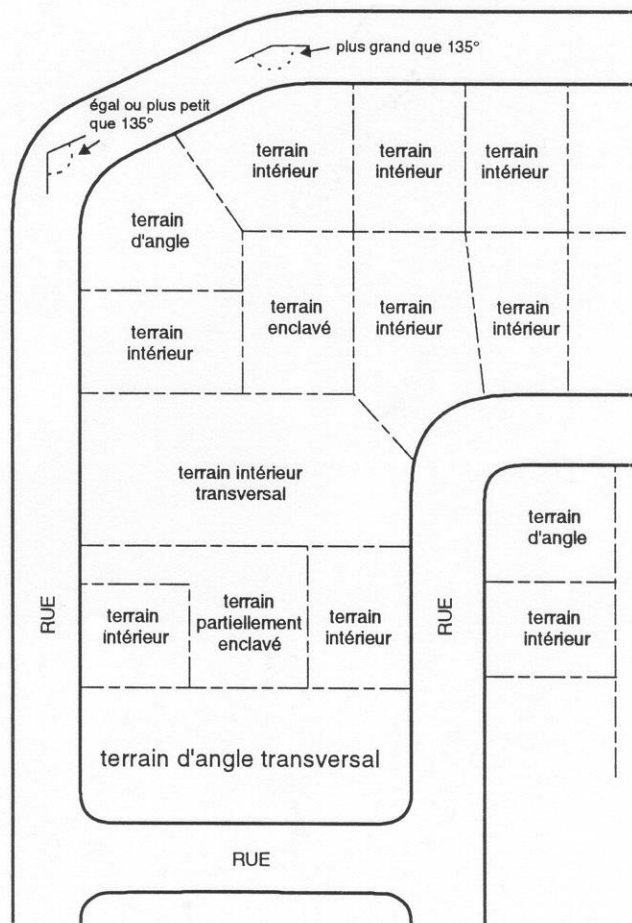 plus grand que 135°
égal ou plus petit
que 135°
terrain
intérieur
terrain
intérieur
terrain
intérieur
terrain
d'angle
terrain
intérieur
terrain
enclavé
terrain
intérieur
terrain
intérieur
terrain intérieur
transversal
terrain
d'angle
RUE
terrain
intérieur
terrain
partiellement
enclavé
terrain
intérieur
RUE
terrain
intérieur
terrain d'angle transversal
RUE